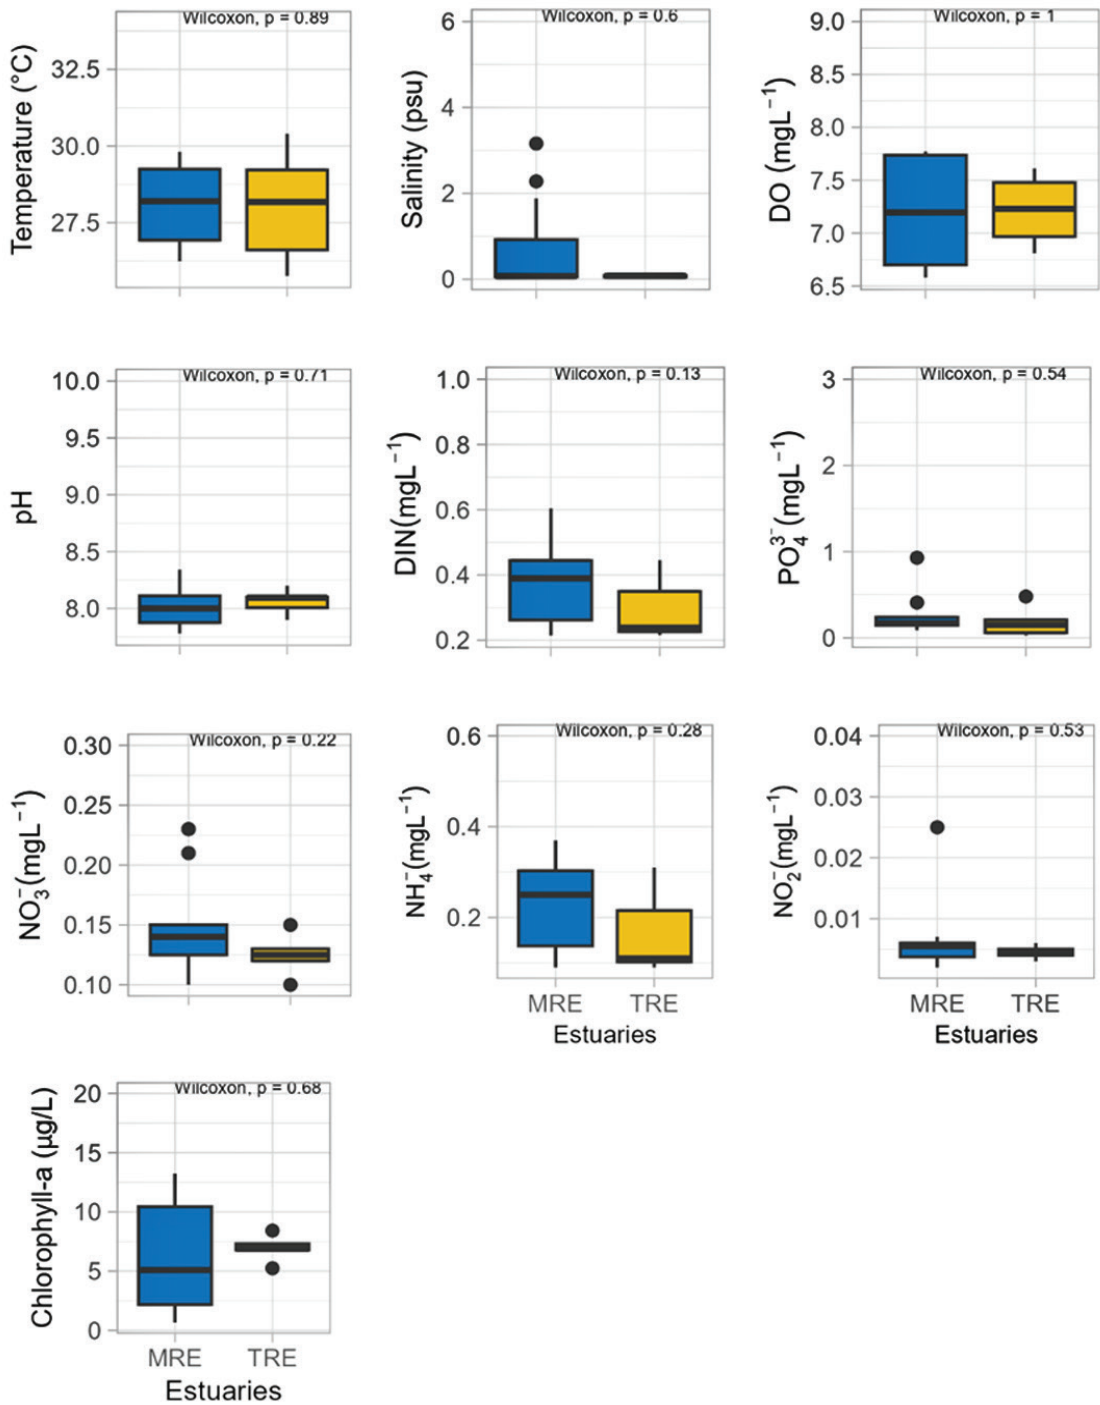 Wilcoxon, p = 0.89
Temperature (°C)
32.5
30.0
27.5
Wilcoxon, p = 0.6
Salinity (psu)
6
4
2
0
Wilcoxon, p = 1
DO (mgL⁻¹)
9.0
8.5
8.0
7.5
7.0
6.5
Wilcoxon, p = 0.71
pH
10.0
9.5
9.0
8.5
8.0
Wilcoxon, p = 0.13
DIN(mgL⁻¹)
1.0
0.8
0.6
0.4
0.2
Wilcoxon, p = 0.54
PO₄³⁻(mgL⁻¹)
3
2
1
0
Wilcoxon, p = 0.22
NO₃⁻(mgL⁻¹)
0.30
0.25
0.20
0.15
0.10
Wilcoxon, p = 0.28
NH₄⁻(mgL⁻¹)
0.6
0.4
0.2
MRE TRE
Estuaries
Wilcoxon, p = 0.53
NO₂⁻(mgL⁻¹)
0.04
0.03
0.02
0.01
MRE TRE
Estuaries
Wilcoxon, p = 0.68
Chlorophyll-a (µg/L)
20
15
10
5
0
MRE TRE
Estuaries